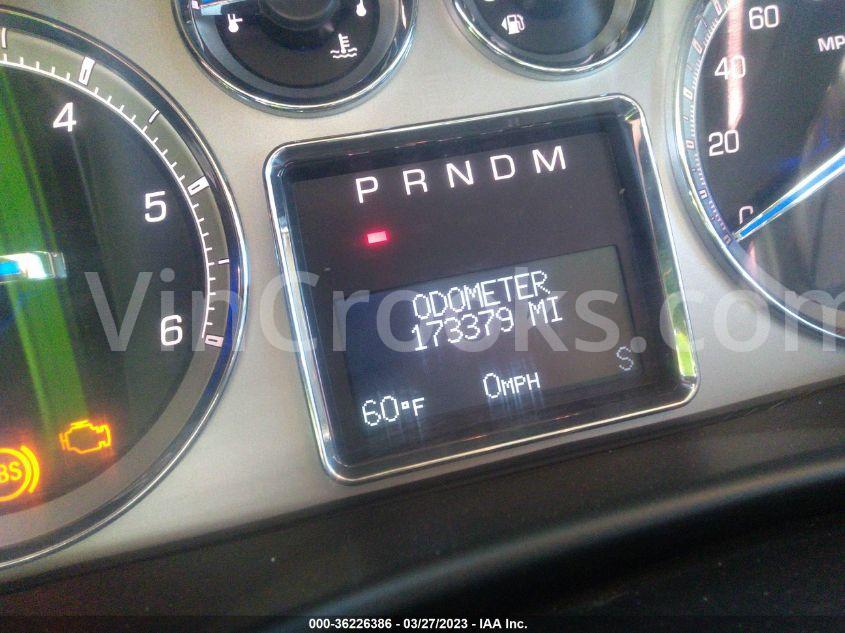 60
40
MP
20
0
4
5
6
P R N D M
ODOMETER
173379 MI
S
60°F
0MPH
BS
VinCrooks.com
000-36226386 - 03/27/2023 - IAA Inc.